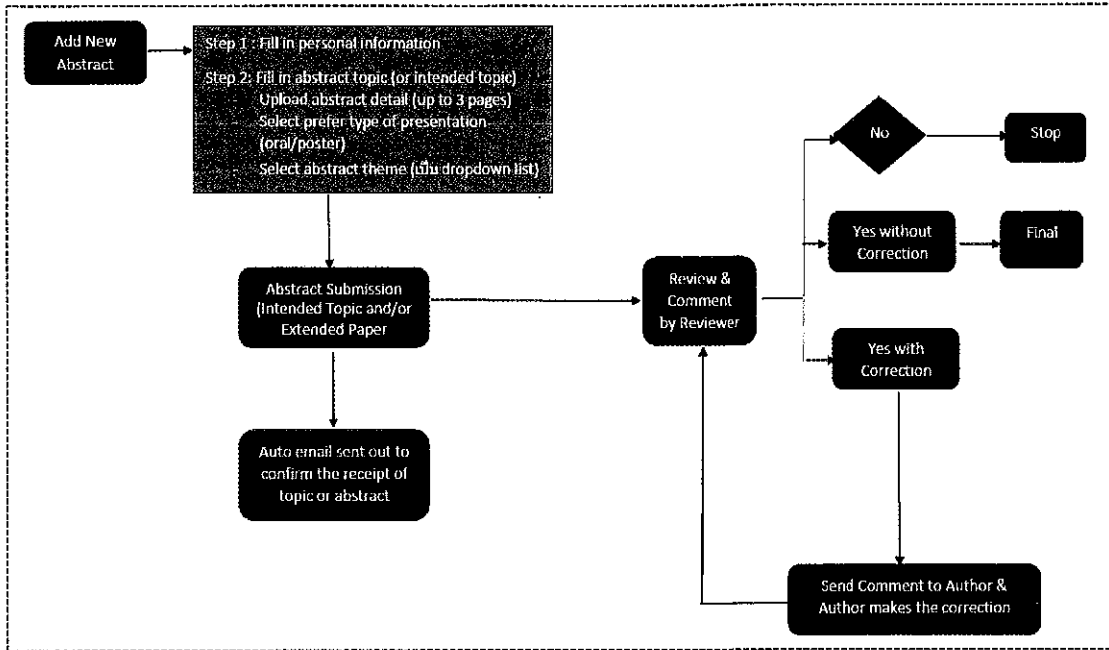 Add New
Abstract
Step 1 : Fill in personal information
Step 2: Fill in abstract topic (or intended topic)
Upload abstract detail (up to 3 pages)
Select prefer type of presentation
(oral/poster)
Select abstract theme (เป็น dropdown list)
Abstract Submission
(Intended Topic and/or
Extended Paper
Auto email sent out to
confirm the receipt of
topic or abstract
Review &
Comment
by Reviewer
No
Stop
Yes without
Correction
Final
Yes with
Correction
Send Comment to Author &
Author makes the correction